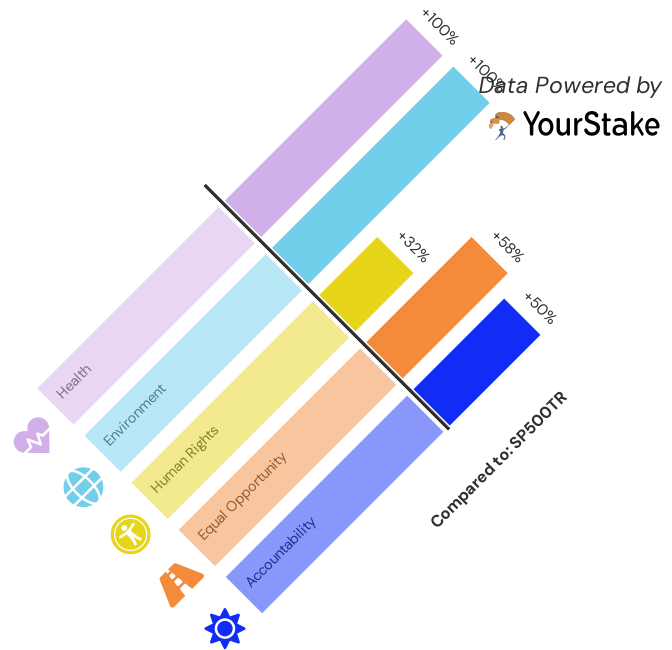 +100%
+100%
Data Powered by
YourStake
+32%
+58%
+50%
Health
Environment
Human Rights
Equal Opportunity
Accountability
Compared to: SP500TR